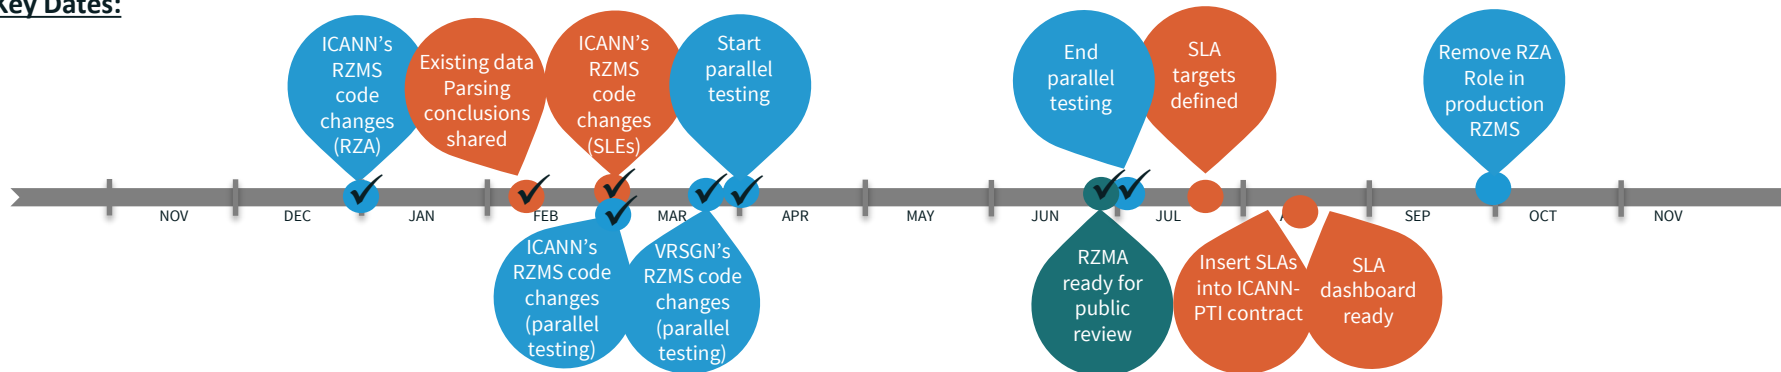 Key Dates:
ICANN's
RZMS
code
changes
(RZA)
Existing data
Parsing
conclusions
shared
ICANN's
RZMS
code
changes
(SLEs)
Start
parallel
testing
End
parallel
testing
SLA
targets
defined
Remove RZA
Role in
production
RZMS
NOV
DEC
JAN
FEB
MAR
APR
MAY
JUN
JUL
SEP
OCT
NOV
ICANN's
RZMS code
changes
(parallel
testing)
VRSGN's
RZMS code
changes
(parallel
testing)
RZMA
ready for
public
review
Insert SLAs
into ICANN-
PTI contract
SLA
dashboard
ready